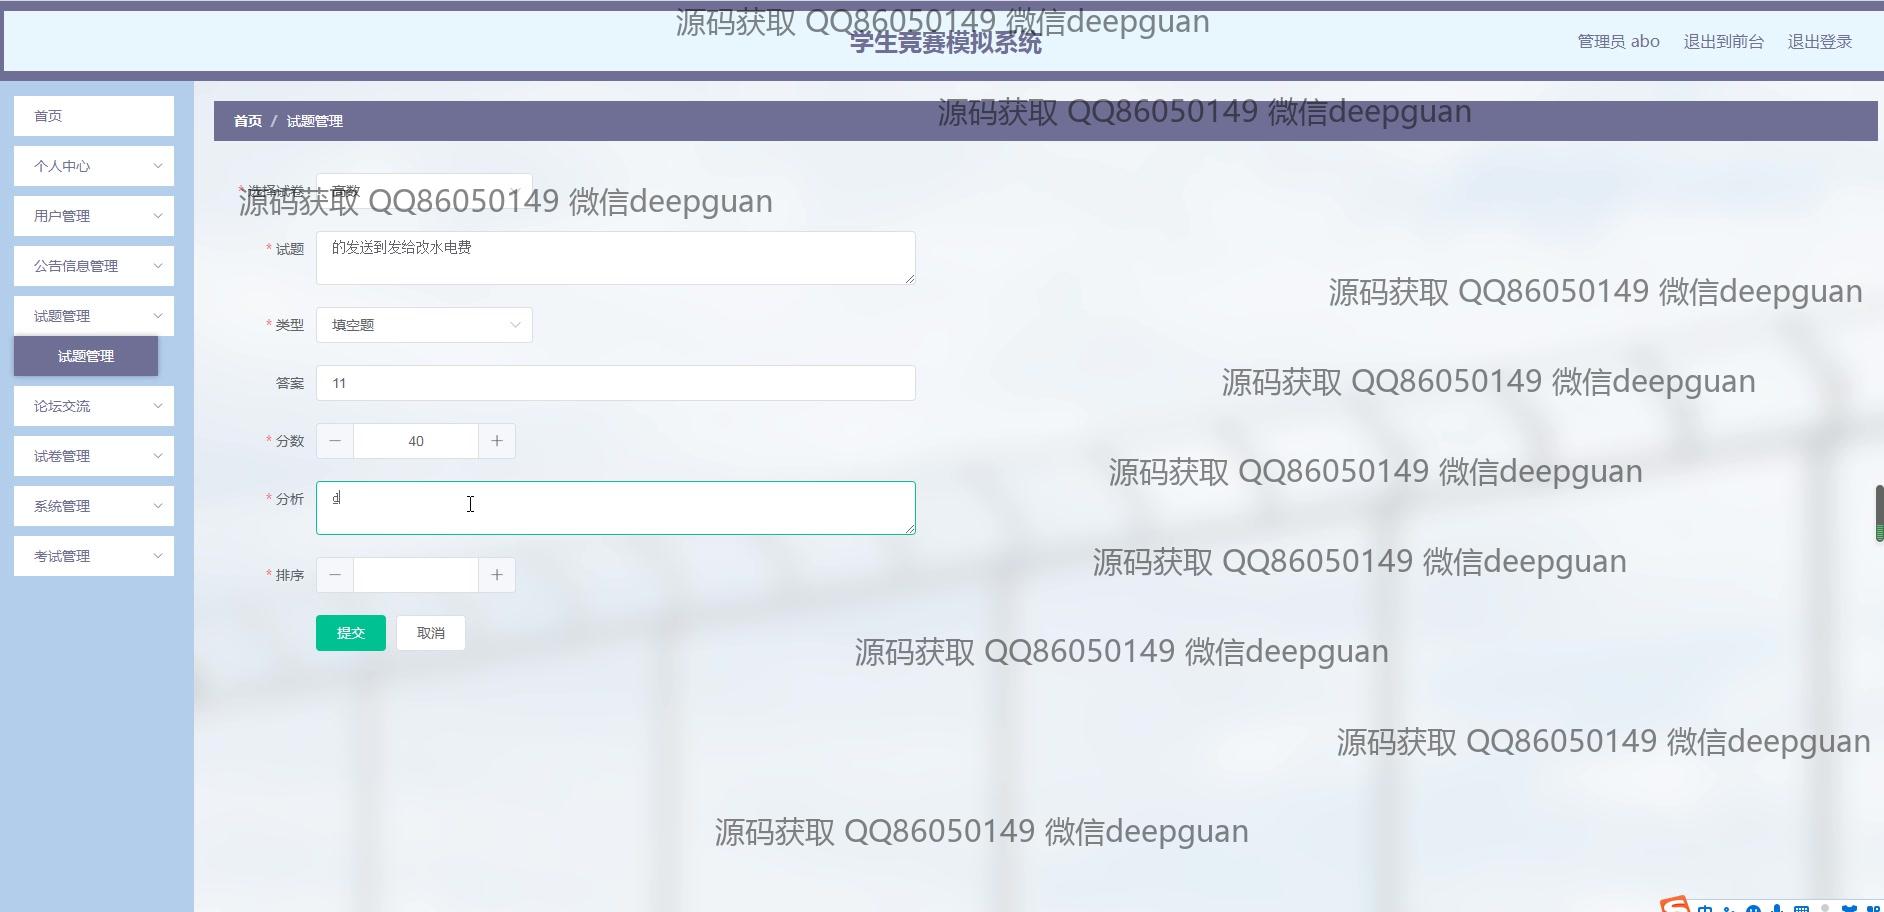 源码获取 QQ86050149 微信deepguan
学生竞赛模拟系统
管理员 abo 退出到前台 退出登录
首页
个人中心
用户管理
公告信息管理
试题管理
试题管理
论坛交流
试卷管理
系统管理
考试管理
首页 / 试题管理
源码获取 QQ86050149 微信deepguan
* 选择试卷 高数
源码获取 QQ86050149 微信deepguan
* 试题 的发送到发给改水电费
源码获取 QQ86050149 微信deepguan
* 类型 填空题
答案 11
源码获取 QQ86050149 微信deepguan
* 分数 40
源码获取 QQ86050149 微信deepguan
* 分析 d
源码获取 QQ86050149 微信deepguan
* 排序
提交 取消
源码获取 QQ86050149 微信deepguan
源码获取 QQ86050149 微信deepguan
源码获取 QQ86050149 微信deepguan